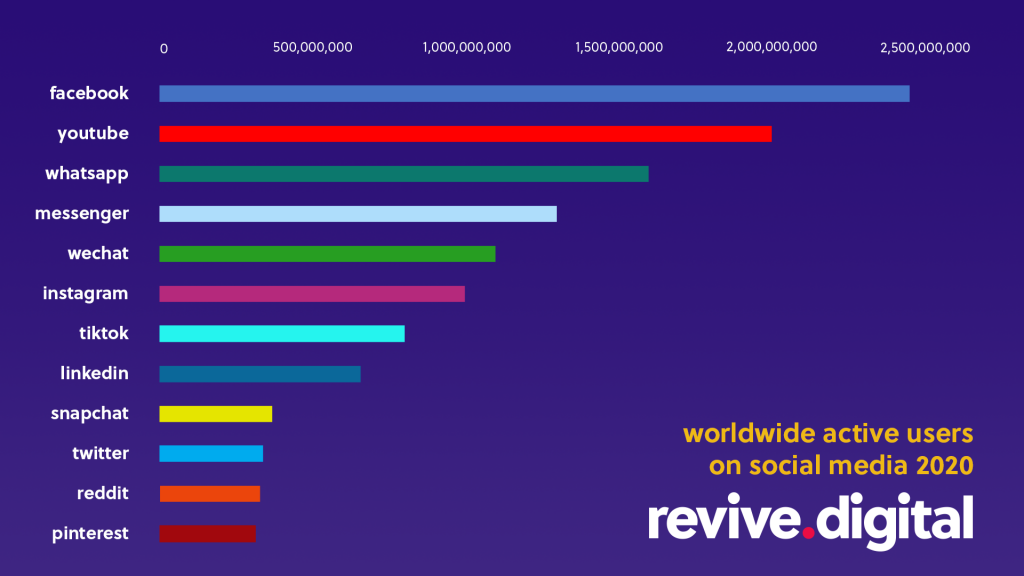 0 500,000,000 1,000,000,000 1,500,000,000 2,000,000,000 2,500,000,000
facebook
youtube
whatsapp
messenger
wechat
instagram
tiktok
linkedin
snapchat
twitter
reddit
pinterest
worldwide active users
on social media 2020
revive.digital